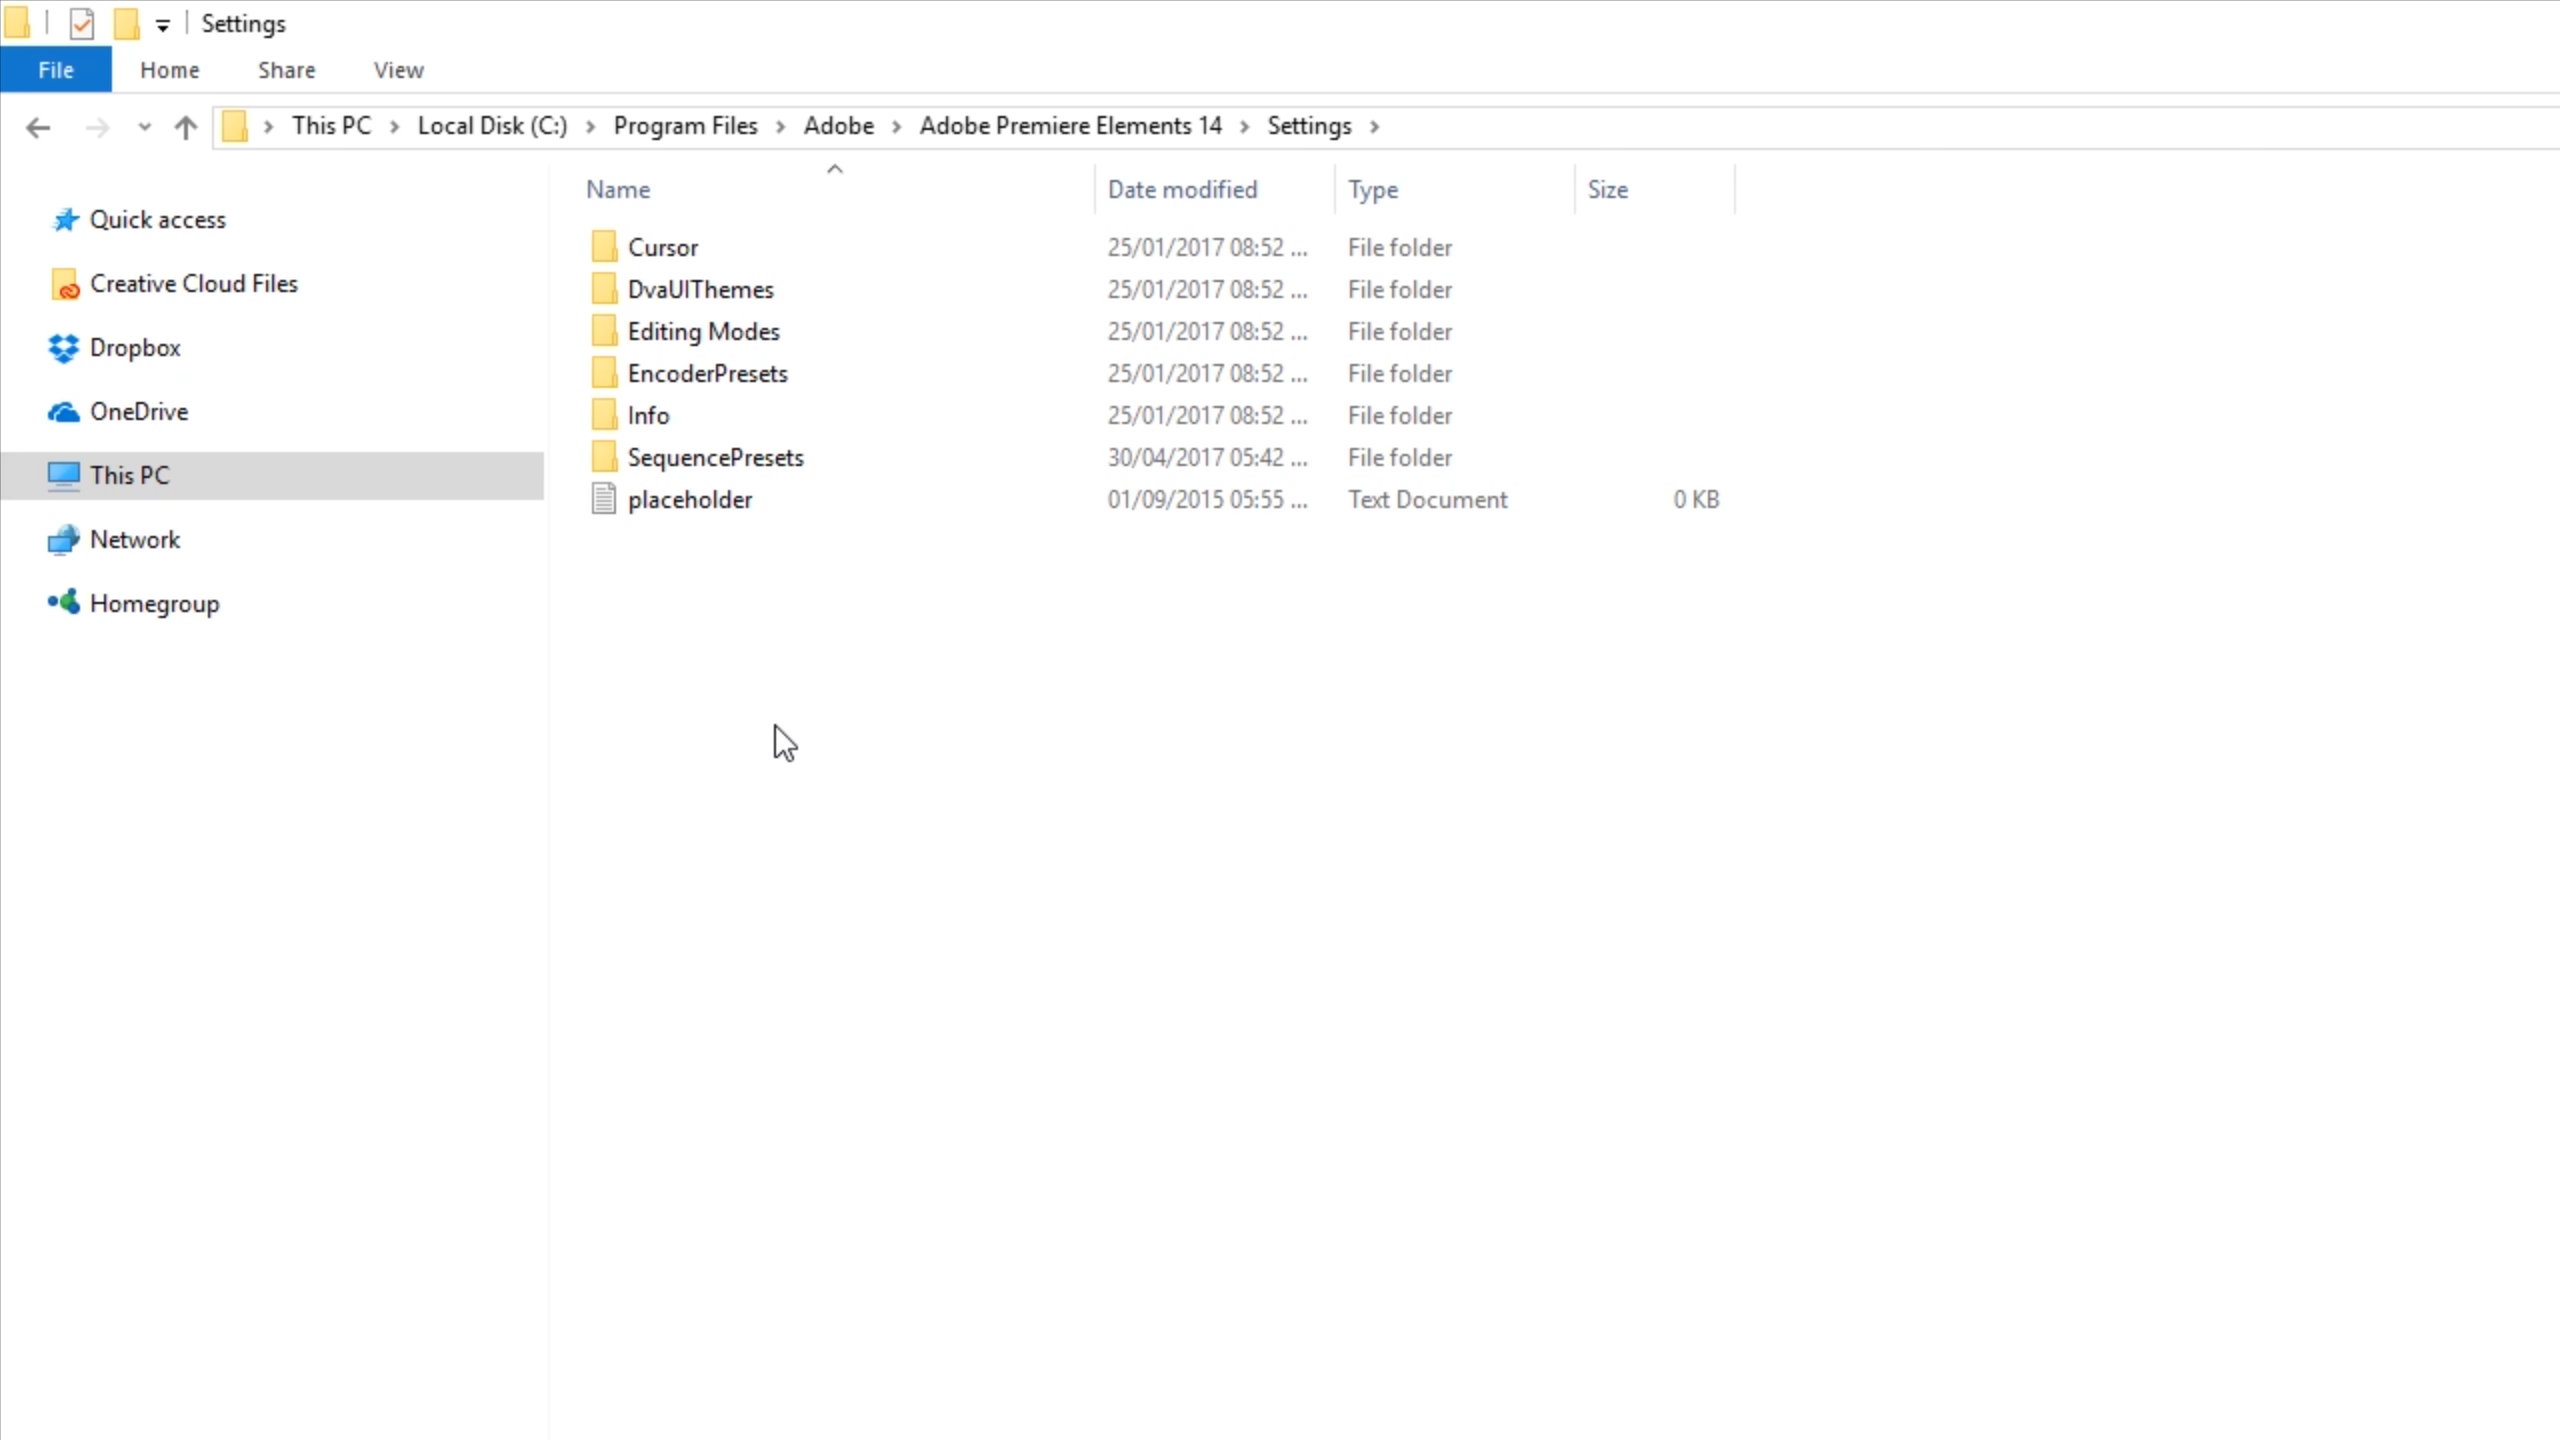 Settings
File Home Share View
This PC Local Disk (C:) Program Files Adobe Adobe Premiere Elements 14 Settings
Name Date modified Type Size
Quick access
Creative Cloud Files
Dropbox
OneDrive
This PC
Network
Homegroup
Cursor 25/01/2017 08:52 ... File folder
DvaUIThemes 25/01/2017 08:52 ... File folder
Editing Modes 25/01/2017 08:52 ... File folder
EncoderPresets 25/01/2017 08:52 ... File folder
Info 25/01/2017 08:52 ... File folder
SequencePresets 30/04/2017 05:42 ... File folder
placeholder 01/09/2015 05:55 ... Text Document 0 KB